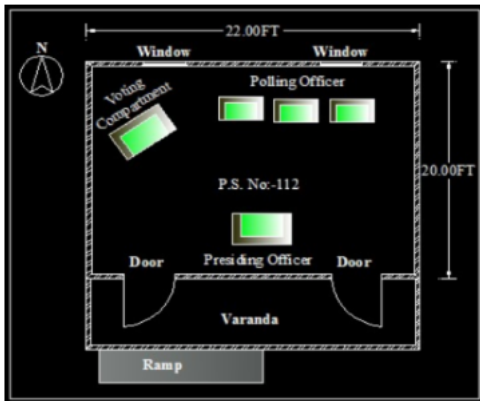 22.00FT
N
Window
Window
Voting
Compartment
Polling Officer
20.00FT
P.S. No:-112
Door
Presiding Officer
Door
Varanda
Ramp